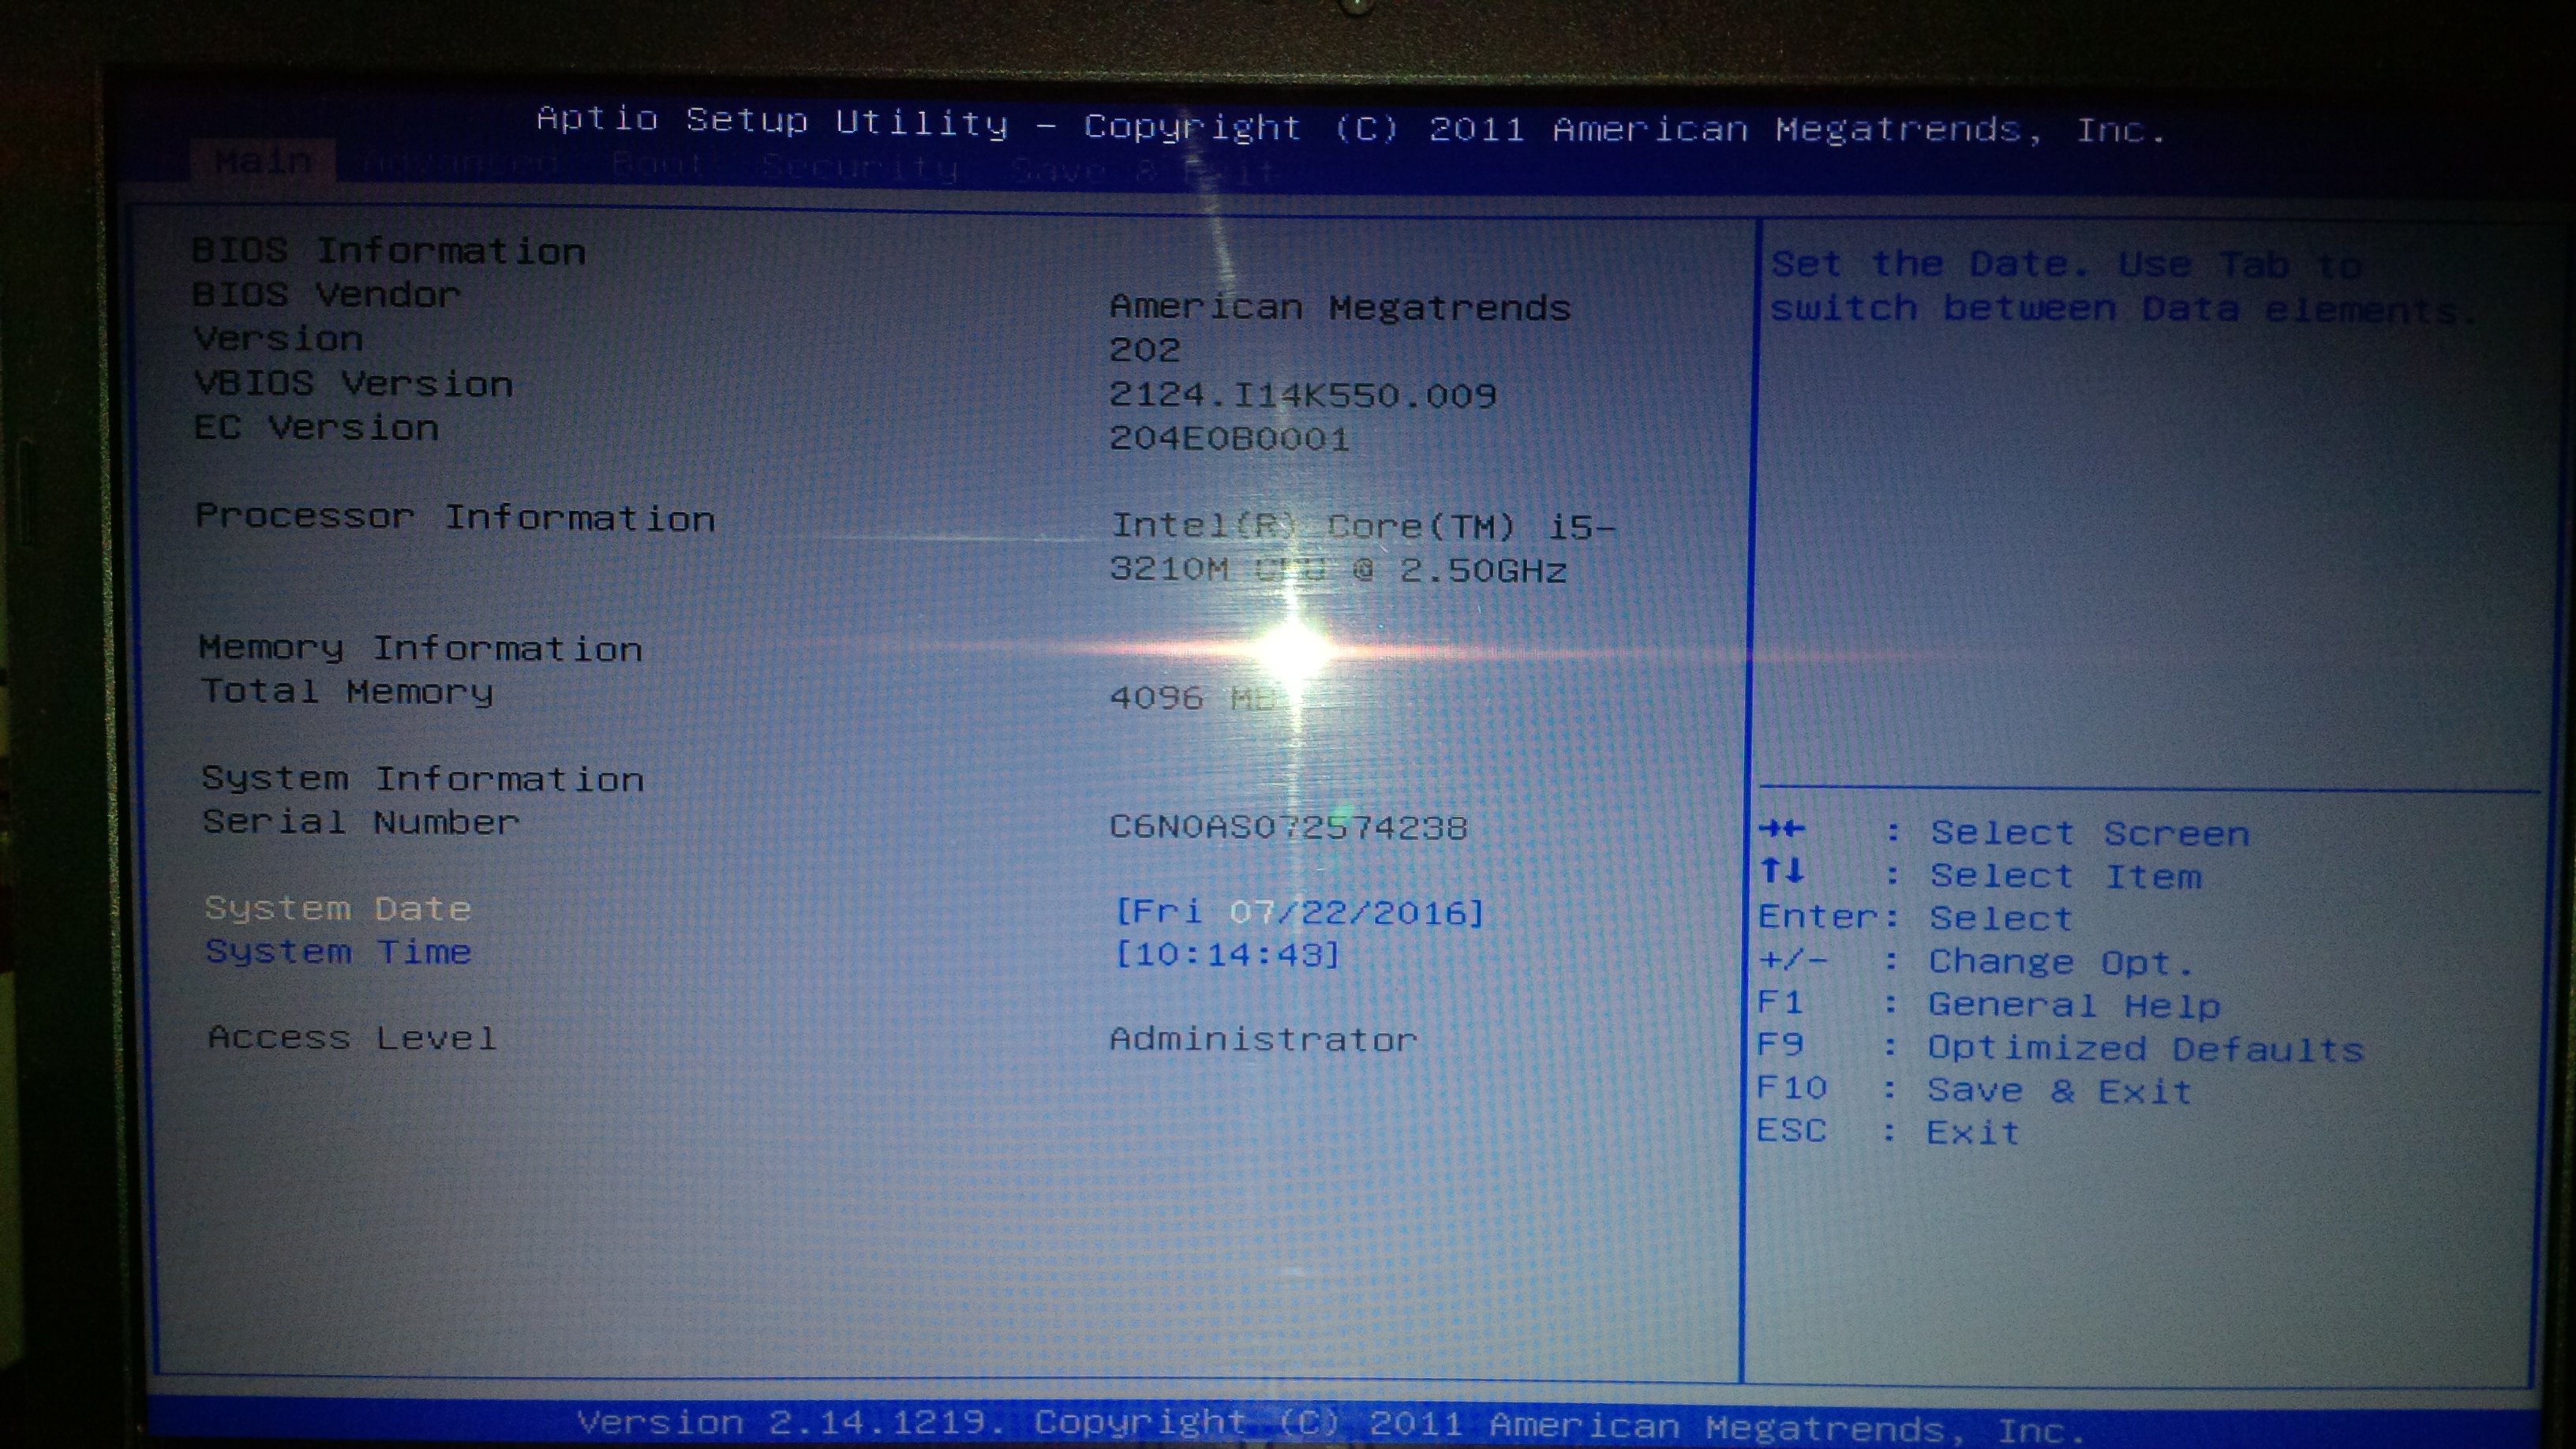 Aptio Setup Utility - Copyright (C) 2011 American Megatrends, Inc.
Main Advanced Boot Security Save & Exit
BIOS Information
BIOS Vendor American Megatrends
Version 202
VBIOS Version 2124.I14K550.009
EC Version 204E0B0001
Processor Information Intel(R) Core(TM) i5-
3210M CPU @ 2.50GHz
Memory Information
Total Memory 4096 MB
System Information
Serial Number C6N0AS072574238
System Date [Fri 07/22/2016]
System Time [10:14:43]
Access Level Administrator
Set the Date. Use Tab to
switch between Data elements.
→← : Select Screen
↑↓ : Select Item
Enter: Select
+/- : Change Opt.
F1 : General Help
F9 : Optimized Defaults
F10 : Save & Exit
ESC : Exit
Version 2.14.1219. Copyright (C) 2011 American Megatrends, Inc.